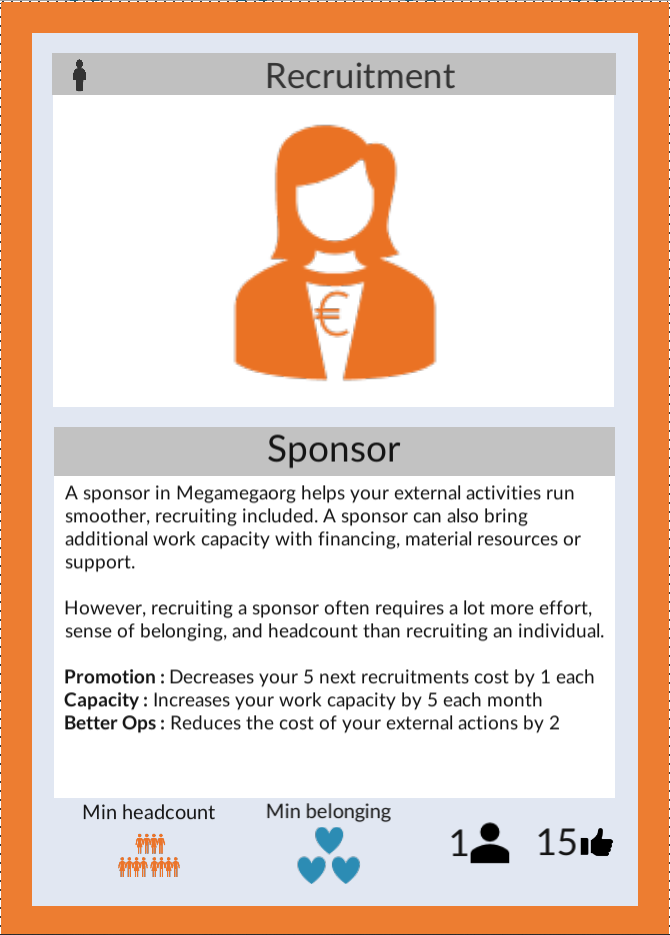 Recruitment
€
Sponsor
A sponsor in Megamegaorg helps your external activities run
smoother, recruiting included. A sponsor can also bring
additional work capacity with financing, material resources or
support.
However, recruiting a sponsor often requires a lot more effort,
sense of belonging, and headcount than recruiting an individual.
Promotion : Decreases your 5 next recruitments cost by 1 each
Capacity : Increases your work capacity by 5 each month
Better Ops : Reduces the cost of your external actions by 2
Min headcount
Min belonging
1
15